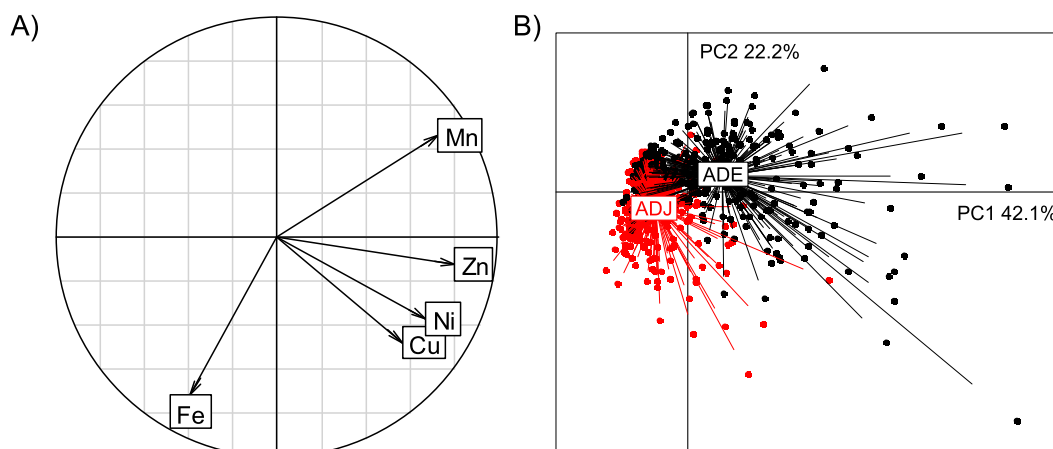 A)
Mn
Zn
Ni
Cu
Fe
B)
PC2 22.2%
ADE
ADJ
PC1 42.1%